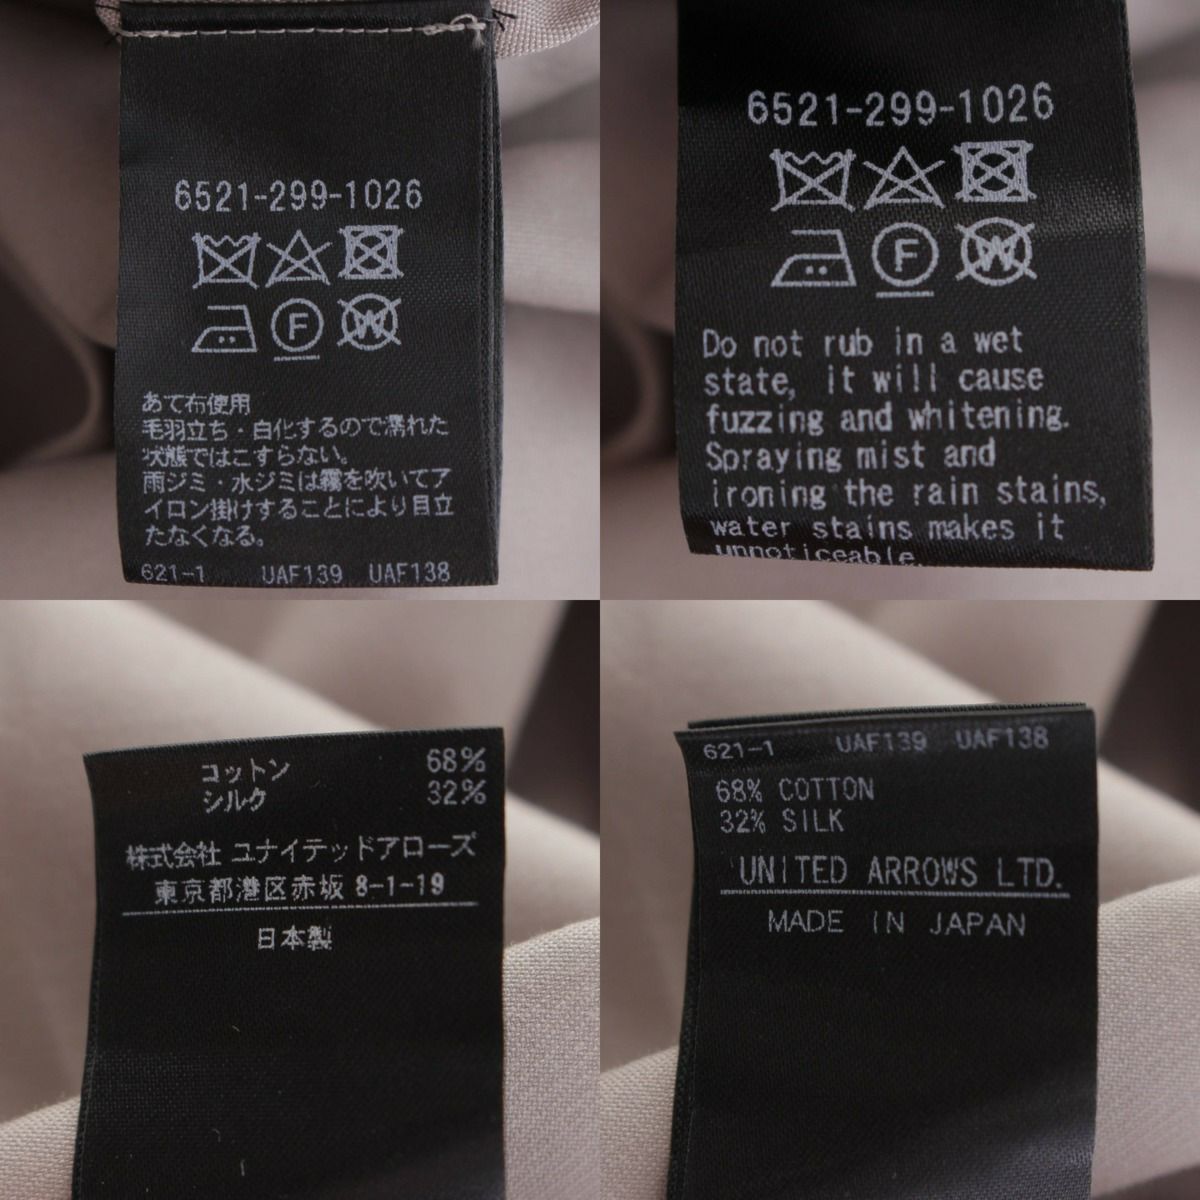 6521-299-1026
F
W
あて布使用
毛羽立ち・白化するので濡れた
状態ではこすらない。
雨ジミ・水ジミは霧を吹いてア
イロン掛けすることにより目立
たなくなる。
621-1 UAF139 UAF138
6521-299-1026
F
W
Do not rub in a wet
state, it will cause
fuzzing and whitening.
Spraying mist and
ironing the rain stains,
water stains makes it
unnoticeable.
コットン 68%
シルク 32%
株式会社 ユナイテッドアローズ
東京都港区赤坂 8-1-19
日本製
621-1 UAF139 UAF138
68% COTTON
32% SILK
UNITED ARROWS LTD.
MADE IN JAPAN